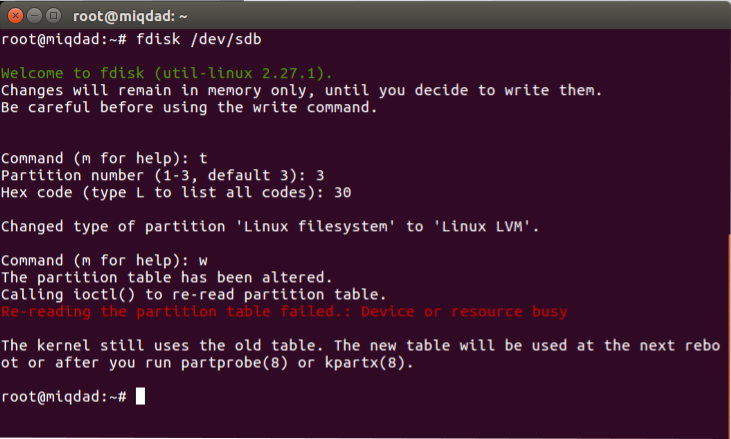 root@miqdad: ~
root@miqdad:~# fdisk /dev/sdb
Welcome to fdisk (util-linux 2.27.1).
Changes will remain in memory only, until you decide to write them.
Be careful before using the write command.
Command (m for help): t
Partition number (1-3, default 3): 3
Hex code (type L to list all codes): 30
Changed type of partition 'Linux filesystem' to 'Linux LVM'.
Command (m for help): w
The partition table has been altered.
Calling ioctl() to re-read partition table.
Re-reading the partition table failed.: Device or resource busy
The kernel still uses the old table. The new table will be used at the next rebo
ot or after you run partprobe(8) or kpartx(8).
root@miqdad:~#